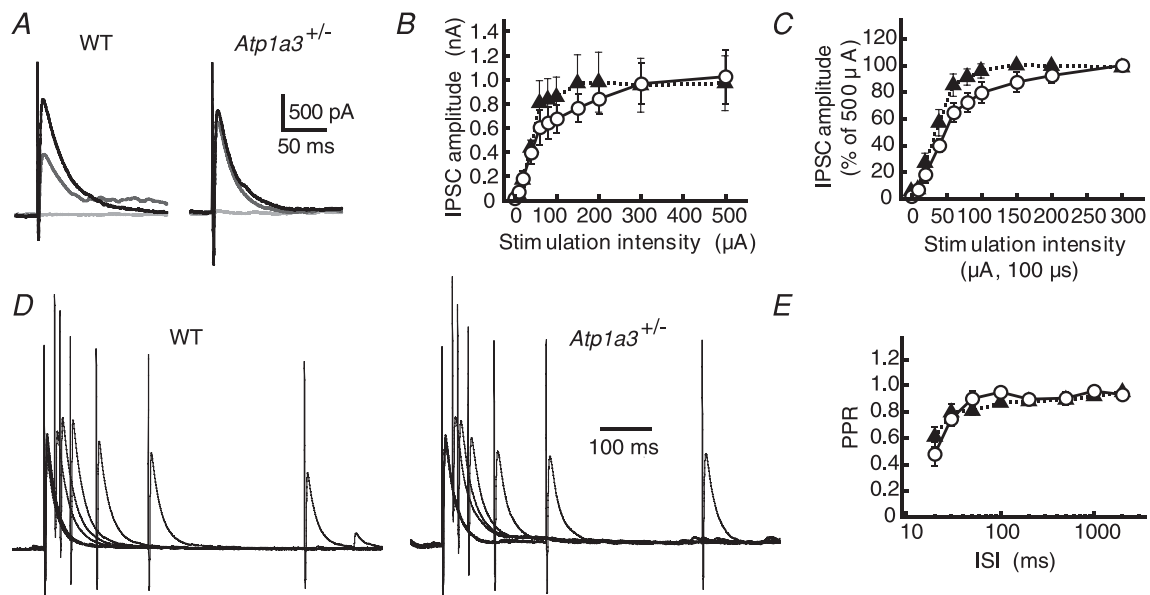 A
WT
Atp1a3+/-
500 pA
50 ms
B
IPSC amplitude (nA)
1.4
1.2
1.0
0.8
0.6
0.4
0.2
0
0 100 200 300 400 500
Stimulation intensity (µA)
C
IPSC amplitude
(% of 500 µA)
120
100
80
60
40
20
0
0 50 100 150 200 250 300
Stimulation intensity
(µA, 100 µs)
D
WT
Atp1a3+/-
100 ms
E
PPR
1.2
1.0
0.8
0.6
0.4
0.2
0
10 100 1000
ISI (ms)